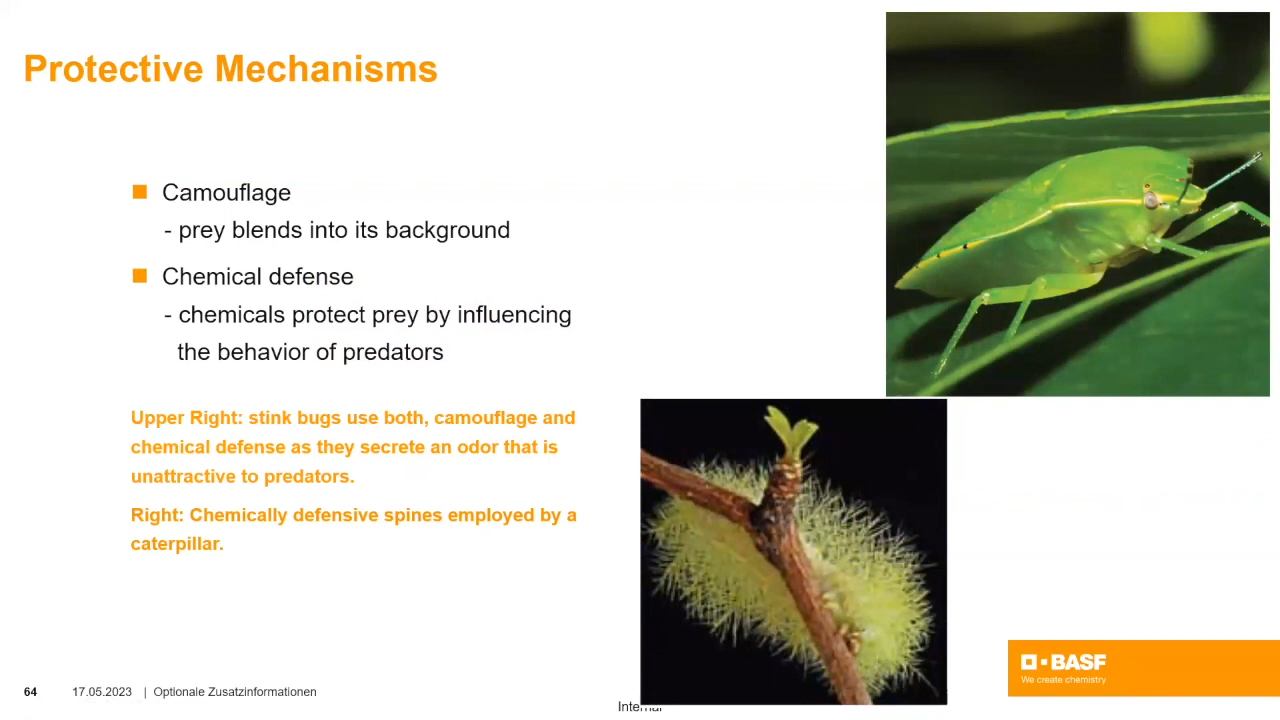 Protective Mechanisms
Camouflage
- prey blends into its background
Chemical defense
- chemicals protect prey by influencing
the behavior of predators
Upper Right: stink bugs use both, camouflage and
chemical defense as they secrete an odor that is
unattractive to predators.
Right: Chemically defensive spines employed by a
caterpillar.
BASF
We create chemistry
64 17.05.2023 | Optionale Zusatzinformationen
Internal